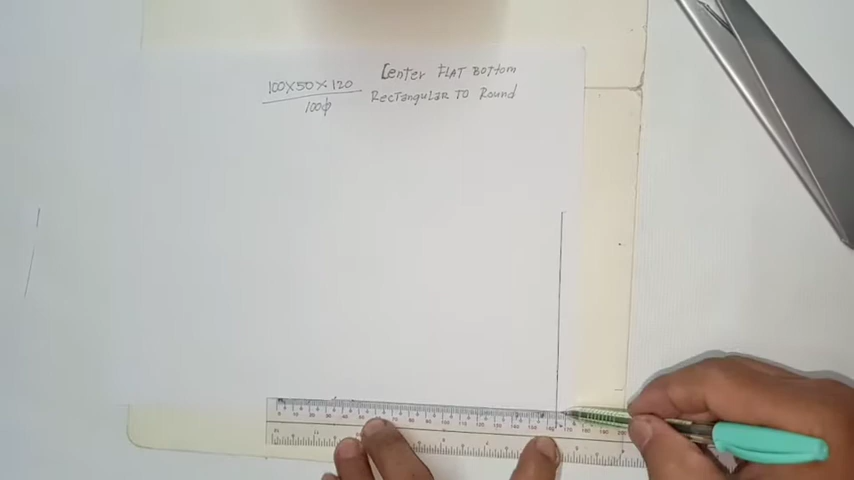 100x50x120
100ф
Center FLAT Bottom
RecTangular TO Round